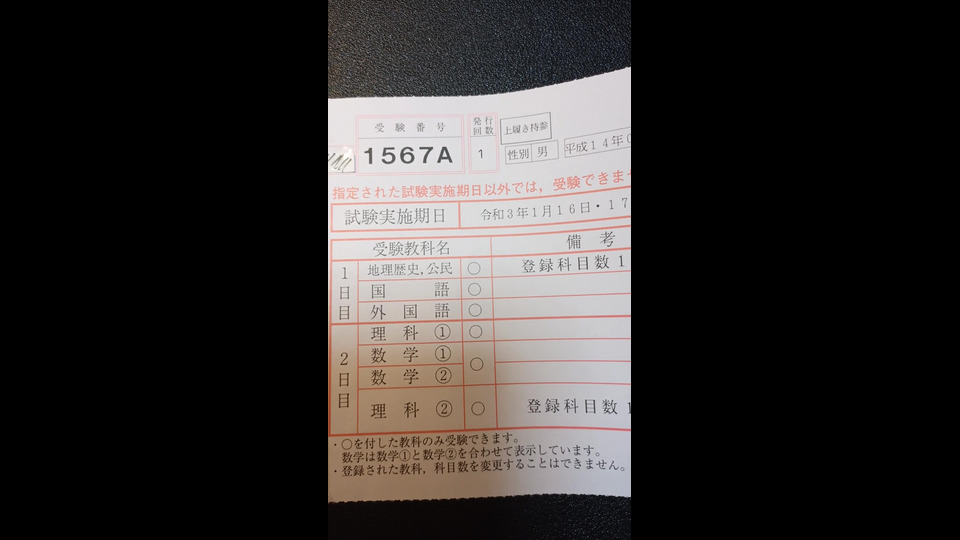 受験番号
1567A
発行回数
1
上履き持参
性別 男
平成14年
指定された試験実施期日以外では，受験できませ
試験実施期日 令和3年1月16日・17
受験教科名 備考
1日目 地理歴史，公民 ○ 登録科目数 1
国語 ○
外国語 ○
2日目 理科① ○
数学① ○
数学②
理科② ○ 登録科目数 1
・○を付した教科のみ受験できます。
数学は数学①と数学②を合わせて表示しています。
・登録された教科，科目数を変更することはできません。